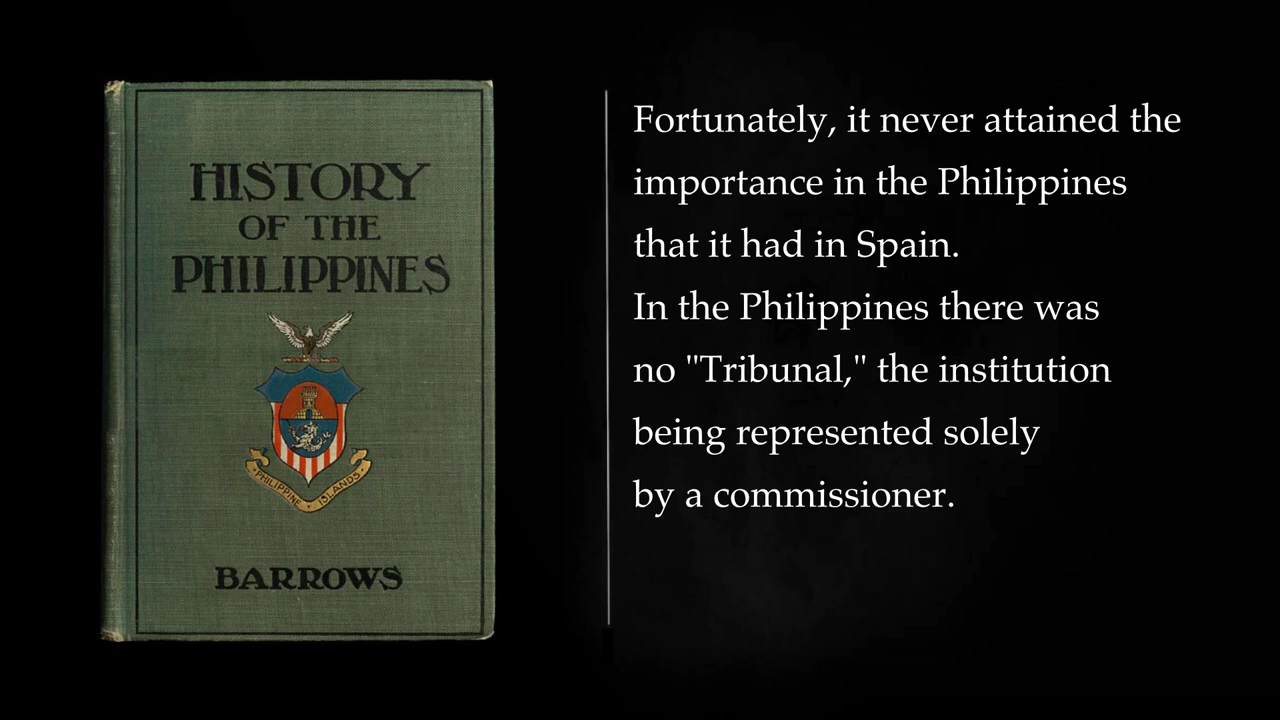 HISTORY
OF THE
PHILIPPINES
PHILIPPINE ISLANDS
BARROWS
Fortunately, it never attained the
importance in the Philippines
that it had in Spain.
In the Philippines there was
no "Tribunal," the institution
being represented solely
by a commissioner.